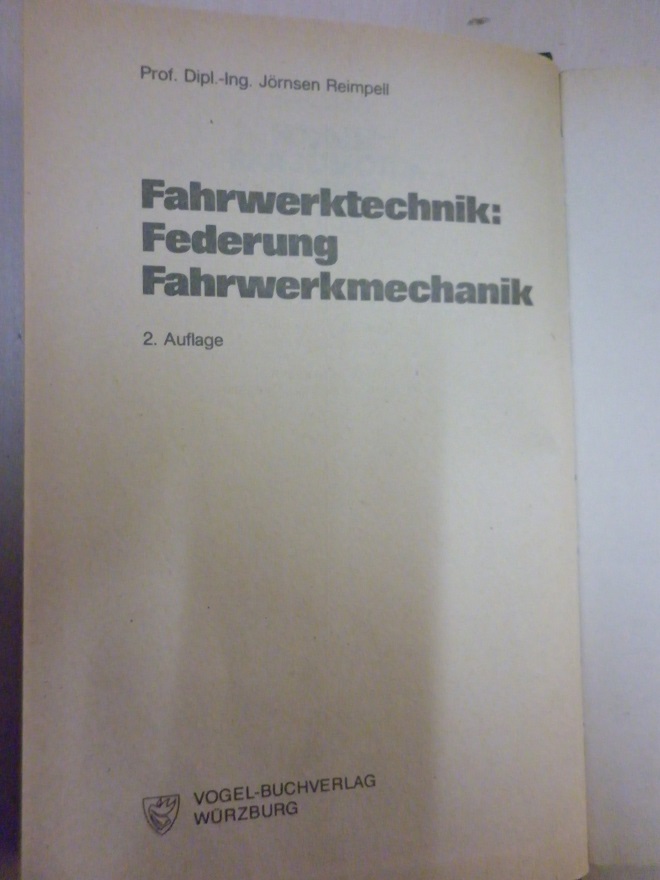 Prof. Dipl.-Ing. Jörnsen Reimpell
Fahrwerktechnik:
Federung
Fahrwerkmechanik
2. Auflage
VOGEL-BUCHVERLAG
WÜRZBURG